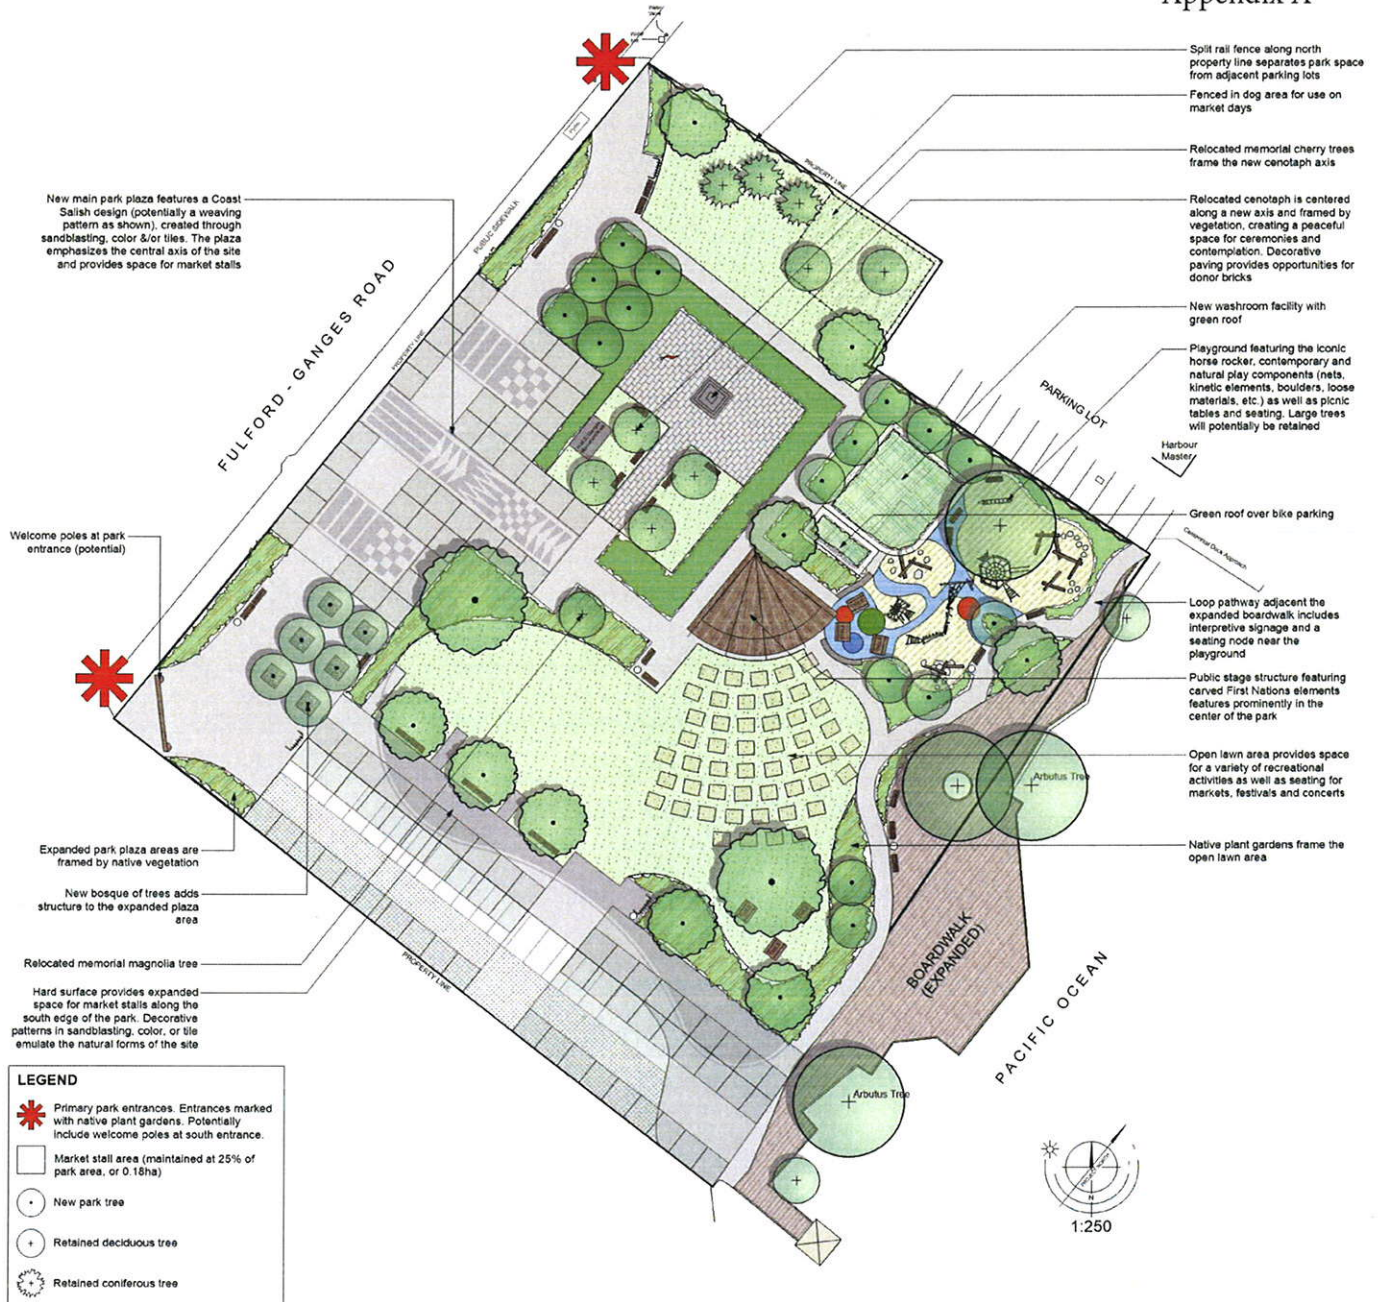 Appendix A
Split rail fence along north
property line separates park space
from adjacent parking lots
Fenced in dog area for use on
market days
Relocated memorial cherry trees
frame the new cenotaph axis
Relocated cenotaph is centered
along a new axis and framed by
vegetation, creating a peaceful
space for ceremonies and
contemplation. Decorative
paving provides opportunities for
donor bricks
New washroom facility with
green roof
Playground featuring the iconic
horse rocker, contemporary and
natural play components (nets,
kinetic elements, boulders, loose
materials, etc.) as well as picnic
tables and seating. Large trees
will potentially be retained
Green roof over bike parking
Loop pathway adjacent the
expanded boardwalk includes
interpretive signage and a
seating node near the
playground
Public stage structure featuring
carved First Nations elements
features prominently in the
center of the park
Open lawn area provides space
for a variety of recreational
activities as well as seating for
markets, festivals and concerts
Native plant gardens frame the
open lawn area
New main park plaza features a Coast
Salish design (potentially a weaving
pattern as shown), created through
sandblasting, color &/or tiles. The plaza
emphasizes the central axis of the site
and provides space for market stalls
Welcome poles at park
entrance (potential)
Expanded park plaza areas are
framed by native vegetation
New bosque of trees adds
structure to the expanded plaza
area
Relocated memorial magnolia tree
Hard surface provides expanded
space for market stalls along the
south edge of the park. Decorative
patterns in sandblasting, color, or tile
emulate the natural forms of the site
FULFORD - GANGES ROAD
PUBLIC SIDEWALK
PROPERTY LINE
PROPERTY LINE
PROPERTY LINE
PARKING LOT
Harbour
Master
Arbutus Tree
Arbutus Tree
BOARDWALK
(EXPANDED)
PACIFIC OCEAN
PROJECT NORTH
N
1:250
LEGEND
Primary park entrances. Entrances marked
with native plant gardens. Potentially
include welcome poles at south entrance.
Market stall area (maintained at 25% of
park area, or 0.18ha)
New park tree
Retained deciduous tree
Retained coniferous tree